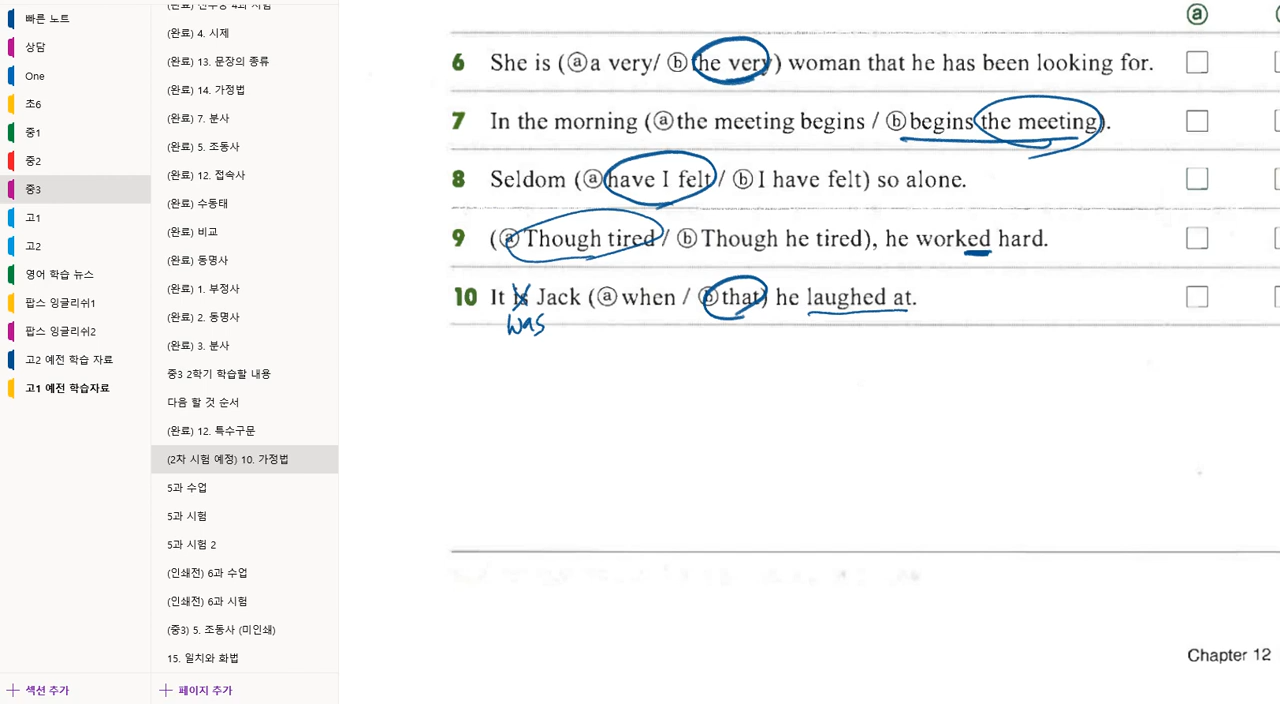 빠른 노트
상담
One
초6
중1
중2
중3
고1
고2
영어 학습 뉴스
팝스 잉글리쉬1
팝스 잉글리쉬2
고2 예전 학습 자료
고1 예전 학습자료
섹션 추가
(완료) 4. 시제
(완료) 13. 문장의 종류
(완료) 14. 가정법
(완료) 7. 분사
(완료) 5. 조동사
(완료) 12. 접속사
(완료) 수동태
(완료) 비교
(완료) 동명사
(완료) 1. 부정사
(완료) 2. 동명사
(완료) 3. 분사
중3 2학기 학습할 내용
다음 할 것 순서
(완료) 12. 특수구문
(2차 시험 예정) 10. 가정법
5과 수업
5과 시험
5과 시험 2
(인쇄전) 6과 수업
(인쇄전) 6과 시험
(중3) 5. 조동사 (미인쇄)
15. 일치와 화법
페이지 추가
ⓐ
6 She is (ⓐa very/ ⓑ the very) woman that he has been looking for.
7 In the morning (ⓐthe meeting begins / ⓑbegins the meeting).
8 Seldom (ⓐhave I felt / ⓑI have felt) so alone.
9 (ⓐThough tired / ⓑThough he tired), he worked hard.
10 It is Jack (ⓐwhen / ⓑthat) he laughed at.
was
Chapter 12